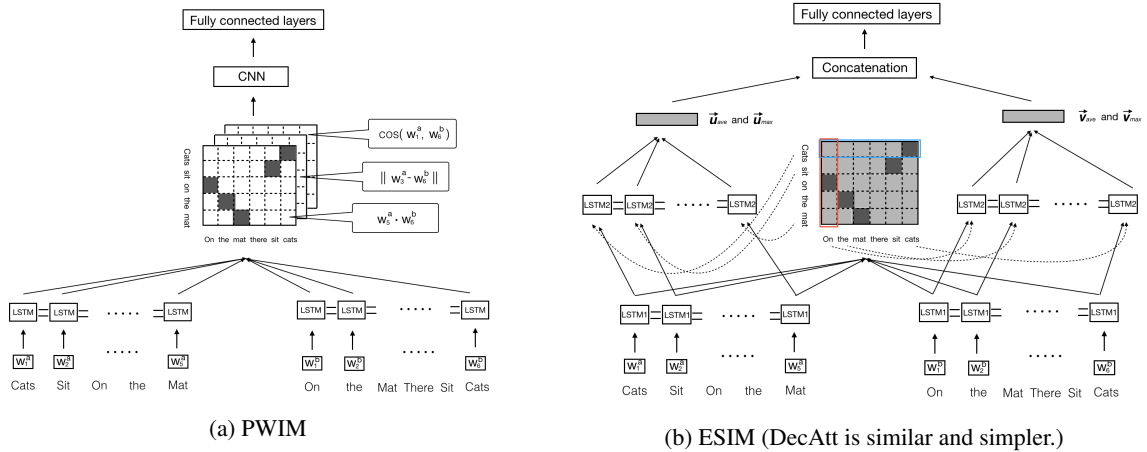 Fully connected layers
CNN
COS( w₁ᵃ, w₆ᵇ)
|| w₃ᵃ - w₆ᵇ ||
w₅ᵃ · w₆ᵇ
Cats sit on the mat
On the mat there sit cats
LSTM LSTM ..... LSTM LSTM LSTM ..... LSTM
w₁ᵃ w₂ᵃ ..... w₅ᵃ w₁ᵇ w₂ᵇ ..... w₆ᵇ
Cats Sit On the Mat On the Mat There Sit Cats
(a) PWIM
Fully connected layers
Concatenation
u_ave and u_max
v_ave and v_max
Cats sit on the mat
On the mat there sit cats
LSTM2 LSTM2 ..... LSTM2 LSTM2 LSTM2 ..... LSTM2
LSTM1 LSTM1 ..... LSTM1 LSTM1 LSTM1 ..... LSTM1
w₁ᵃ w₂ᵃ ..... w₅ᵃ w₁ᵇ w₂ᵇ ..... w₆ᵇ
Cats Sit On the Mat On the Mat There Sit Cats
(b) ESIM (DecAtt is similar and simpler.)